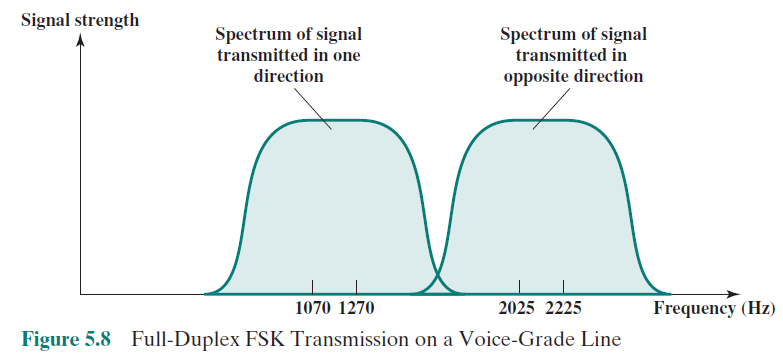 Signal strength
Spectrum of signal
transmitted in one
direction
Spectrum of signal
transmitted in
opposite direction
1070 1270
2025 2225
Frequency (Hz)
Figure 5.8 Full-Duplex FSK Transmission on a Voice-Grade Line